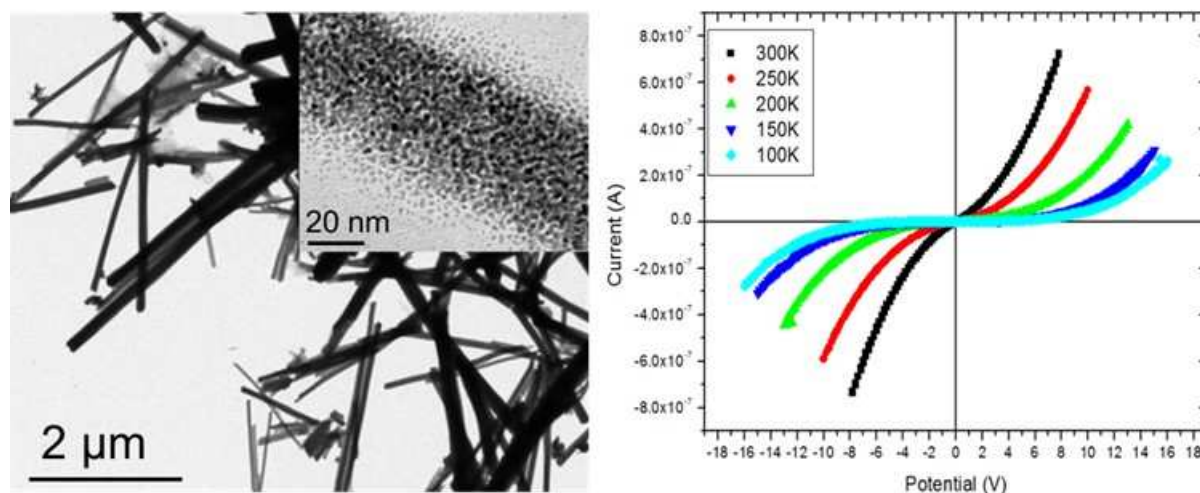 20 nm
2 µm
300K
250K
200K
150K
100K
Current (A)
8.0x10⁻⁷
6.0x10⁻⁷
4.0x10⁻⁷
2.0x10⁻⁷
0.0
-2.0x10⁻⁷
-4.0x10⁻⁷
-6.0x10⁻⁷
-8.0x10⁻⁷
-18 -16 -14 -12 -10 -8 -6 -4 -2 0 2 4 6 8 10 12 14 16 18
Potential (V)